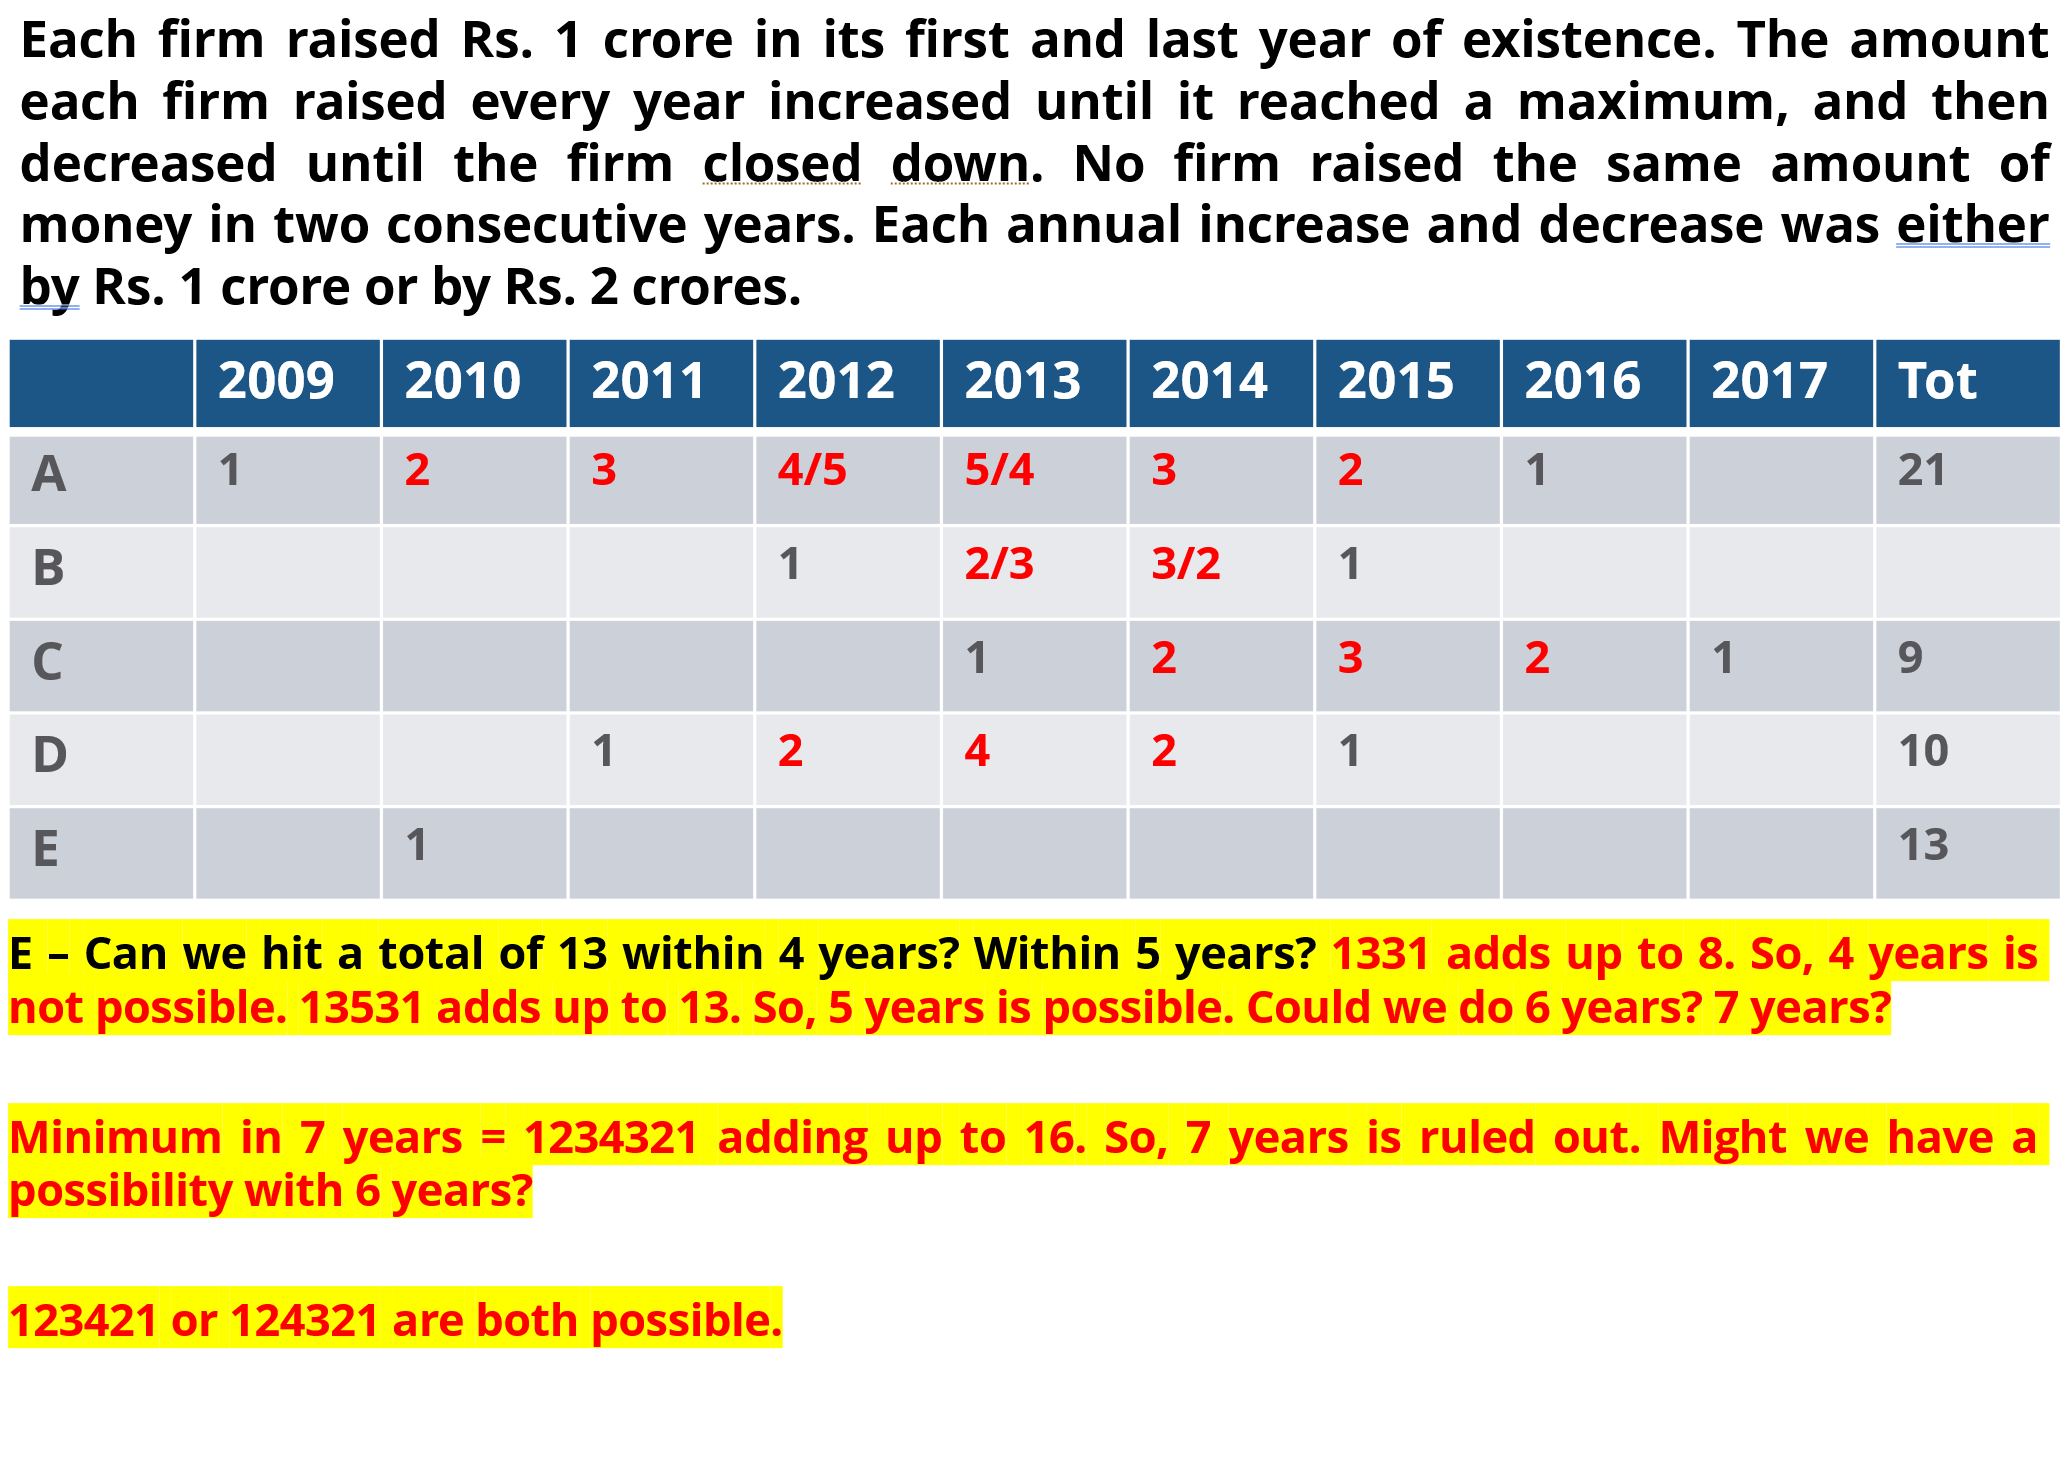 Each firm raised Rs. 1 crore in its first and last year of existence. The amount
each firm raised every year increased until it reached a maximum, and then
decreased until the firm closed down. No firm raised the same amount of
money in two consecutive years. Each annual increase and decrease was either
by Rs. 1 crore or by Rs. 2 crores.
2009 2010 2011 2012 2013 2014 2015 2016 2017 Tot
A 1 2 3 4/5 5/4 3 2 1 21
B 1 2/3 3/2 1
C 1 2 3 2 1 9
D 1 2 4 2 1 10
E 1 13
E – Can we hit a total of 13 within 4 years? Within 5 years? 1331 adds up to 8. So, 4 years is
not possible. 13531 adds up to 13. So, 5 years is possible. Could we do 6 years? 7 years?
Minimum in 7 years = 1234321 adding up to 16. So, 7 years is ruled out. Might we have a
possibility with 6 years?
123421 or 124321 are both possible.